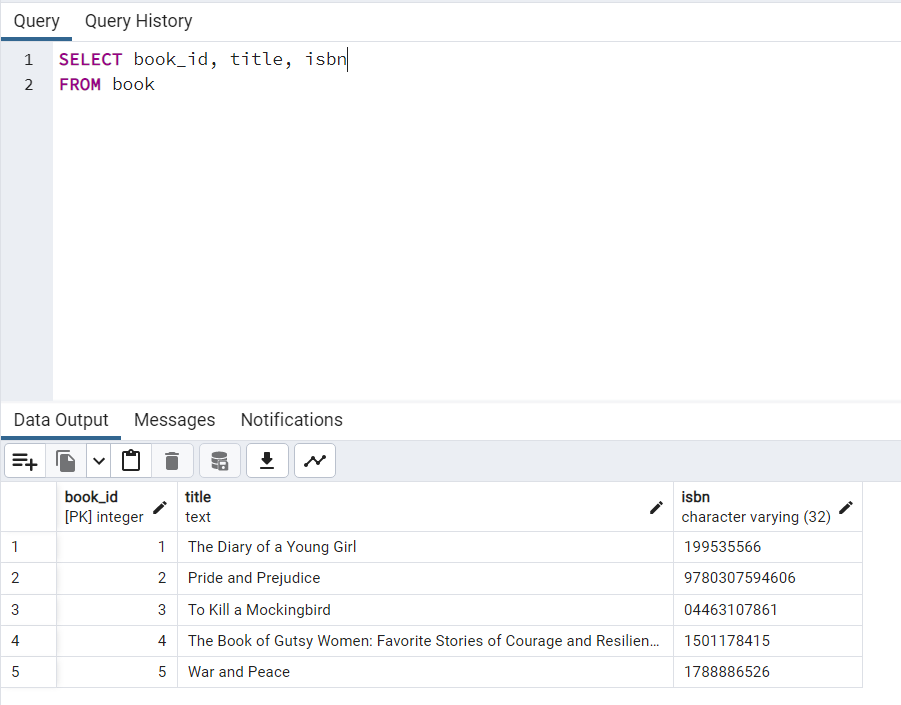 Query Query History
1 SELECT book_id, title, isbn
2 FROM book
Data Output Messages Notifications
book_id title isbn
[PK] integer text character varying (32)
1 1 The Diary of a Young Girl 199535566
2 2 Pride and Prejudice 9780307594606
3 3 To Kill a Mockingbird 04463107861
4 4 The Book of Gutsy Women: Favorite Stories of Courage and Resilien… 1501178415
5 5 War and Peace 1788886526